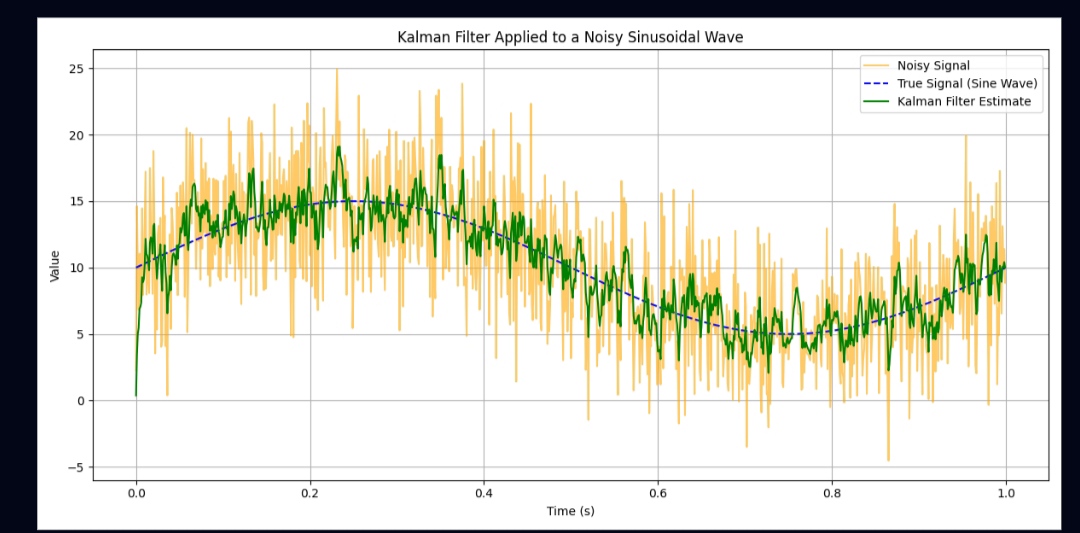 Kalman Filter Applied to a Noisy Sinusoidal Wave
Noisy Signal
True Signal (Sine Wave)
Kalman Filter Estimate
25
20
15
10
5
0
−5
Value
0.0 0.2 0.4 0.6 0.8 1.0
Time (s)